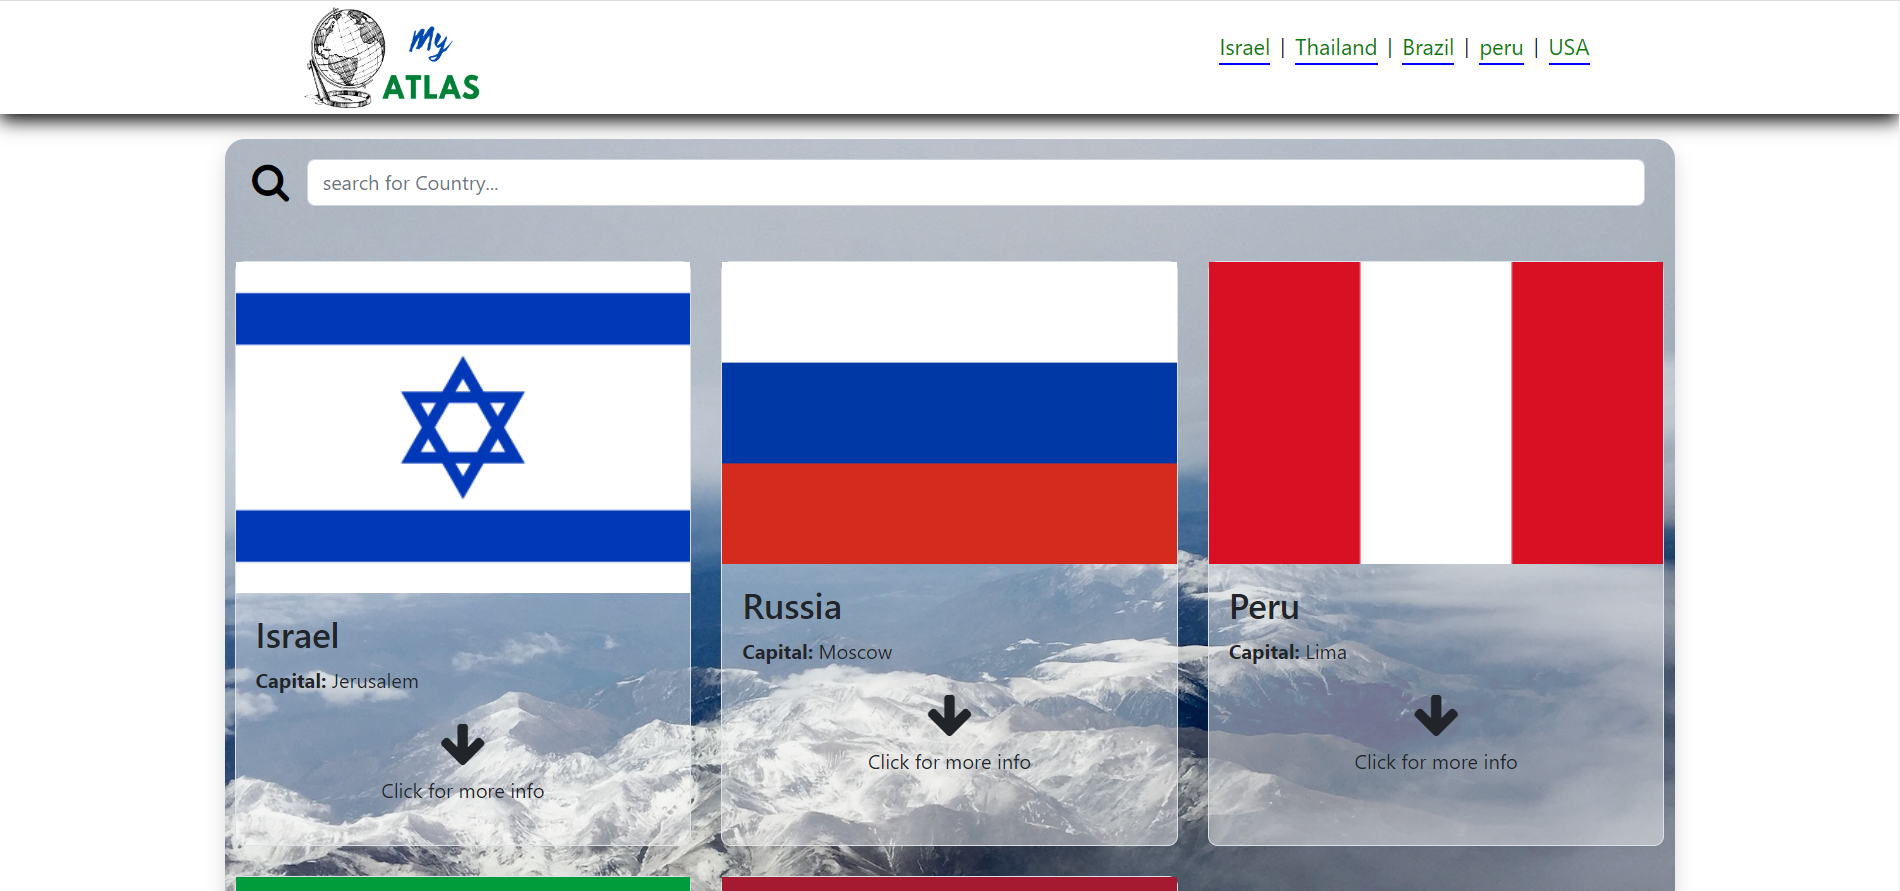 My
ATLAS
Israel | Thailand | Brazil | peru | USA
search for Country...
Israel
Capital: Jerusalem
Click for more info
Russia
Capital: Moscow
Click for more info
Peru
Capital: Lima
Click for more info